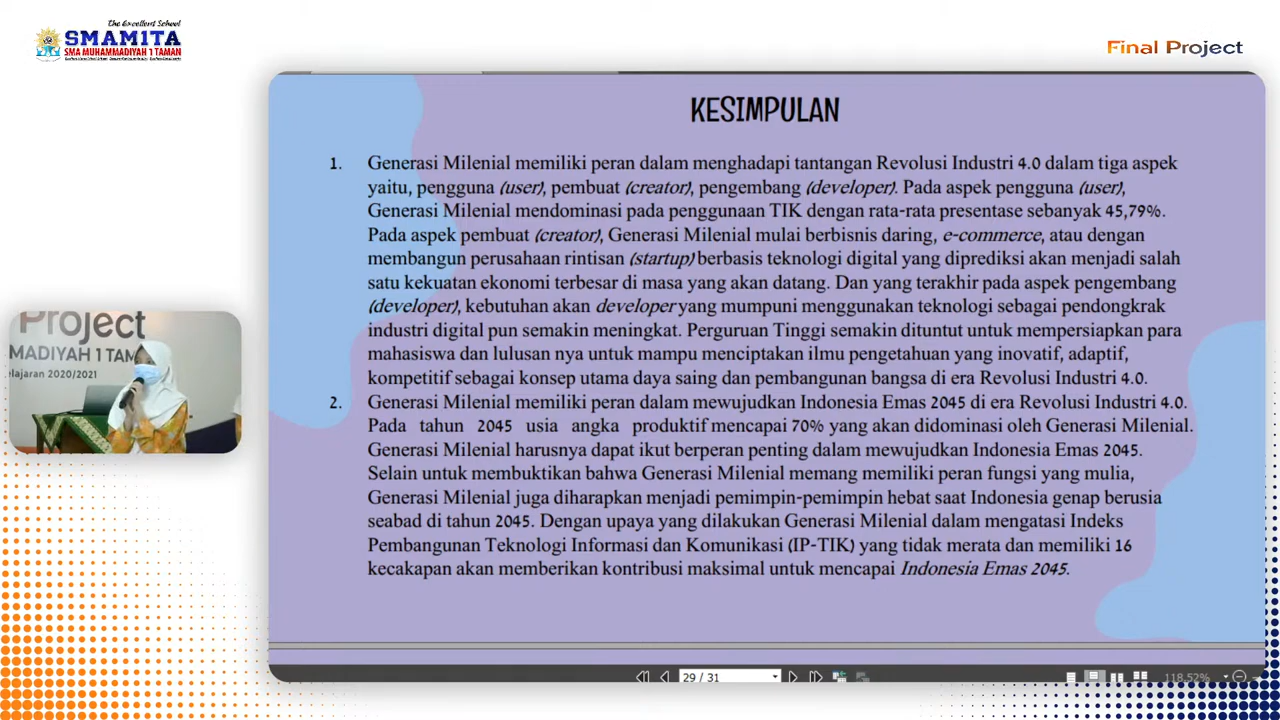 The Excellent School
SMAMITA
SMA MUHAMMADIYAH 1 TAMAN
Final Project
KESIMPULAN
1. Generasi Milenial memiliki peran dalam menghadapi tantangan Revolusi Industri 4.0 dalam tiga aspek
yaitu, pengguna (user), pembuat (creator), pengembang (developer). Pada aspek pengguna (user),
Generasi Milenial mendominasi pada penggunaan TIK dengan rata-rata presentase sebanyak 45,79%.
Pada aspek pembuat (creator), Generasi Milenial mulai berbisnis daring, e-commerce, atau dengan
membangun perusahaan rintisan (startup) berbasis teknologi digital yang diprediksi akan menjadi salah
satu kekuatan ekonomi terbesar di masa yang akan datang. Dan yang terakhir pada aspek pengembang
(developer), kebutuhan akan developer yang mumpuni menggunakan teknologi sebagai pendongkrak
industri digital pun semakin meningkat. Perguruan Tinggi semakin dituntut untuk mempersiapkan para
mahasiswa dan lulusan nya untuk mampu menciptakan ilmu pengetahuan yang inovatif, adaptif,
kompetitif sebagai konsep utama daya saing dan pembangunan bangsa di era Revolusi Industri 4.0.
2. Generasi Milenial memiliki peran dalam mewujudkan Indonesia Emas 2045 di era Revolusi Industri 4.0.
Pada tahun 2045 usia angka produktif mencapai 70% yang akan didominasi oleh Generasi Milenial.
Generasi Milenial harusnya dapat ikut berperan penting dalam mewujudkan Indonesia Emas 2045.
Selain untuk membuktikan bahwa Generasi Milenial memang memiliki peran fungsi yang mulia,
Generasi Milenial juga diharapkan menjadi pemimpin-pemimpin hebat saat Indonesia genap berusia
seabad di tahun 2045. Dengan upaya yang dilakukan Generasi Milenial dalam mengatasi Indeks
Pembangunan Teknologi Informasi dan Komunikasi (IP-TIK) yang tidak merata dan memiliki 16
kecakapan akan memberikan kontribusi maksimal untuk mencapai Indonesia Emas 2045.
Project
MADIYAH 1 TAM
elajaran 2020/2021
29 / 31
118.52%